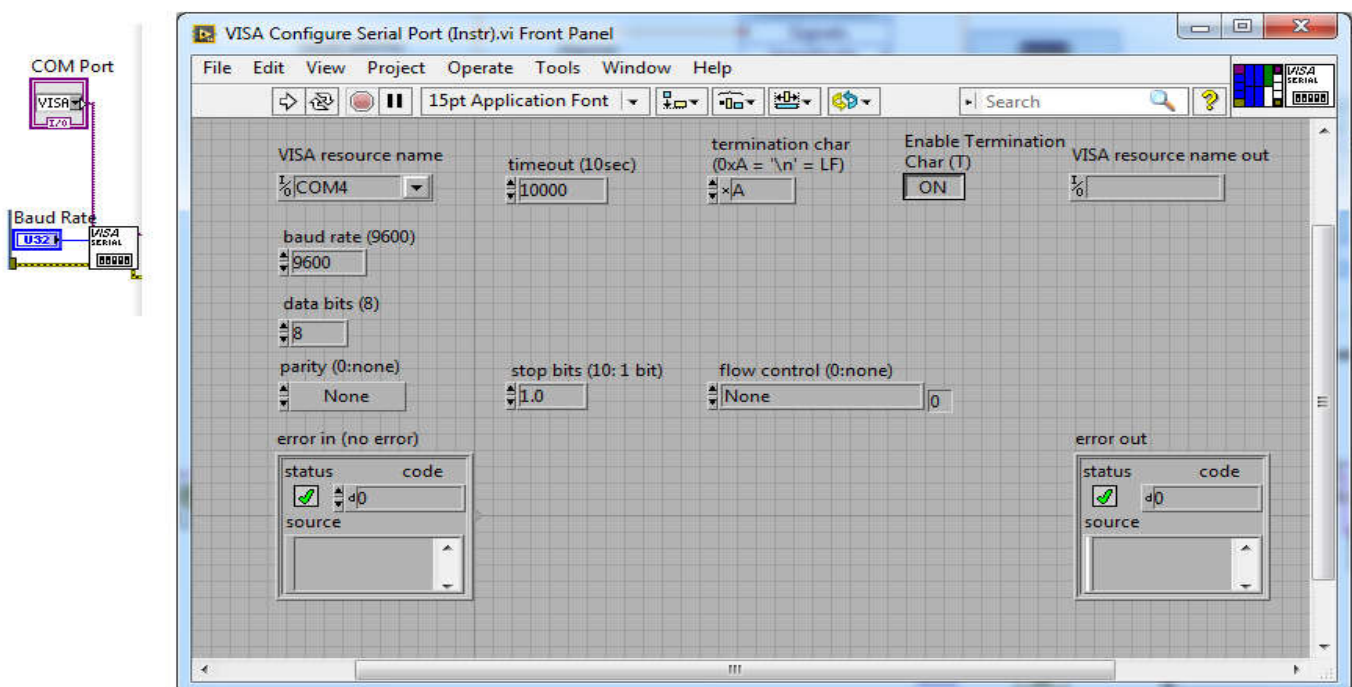 COM Port
VISA
I/O
Baud Rate
U32
VISA
SERIAL
VISA Configure Serial Port (Instr).vi Front Panel
File Edit View Project Operate Tools Window Help
15pt Application Font
Search
?
VISA
SERIAL
VISA resource name
I/O COM4
timeout (10sec)
10000
termination char
(0xA = '\n' = LF)
×A
Enable Termination
Char (T)
ON
VISA resource name out
I/O
baud rate (9600)
9600
data bits (8)
8
parity (0:none)
None
stop bits (10: 1 bit)
1.0
flow control (0:none)
None
0
error in (no error)
status code
d0
source
error out
status code
d0
source